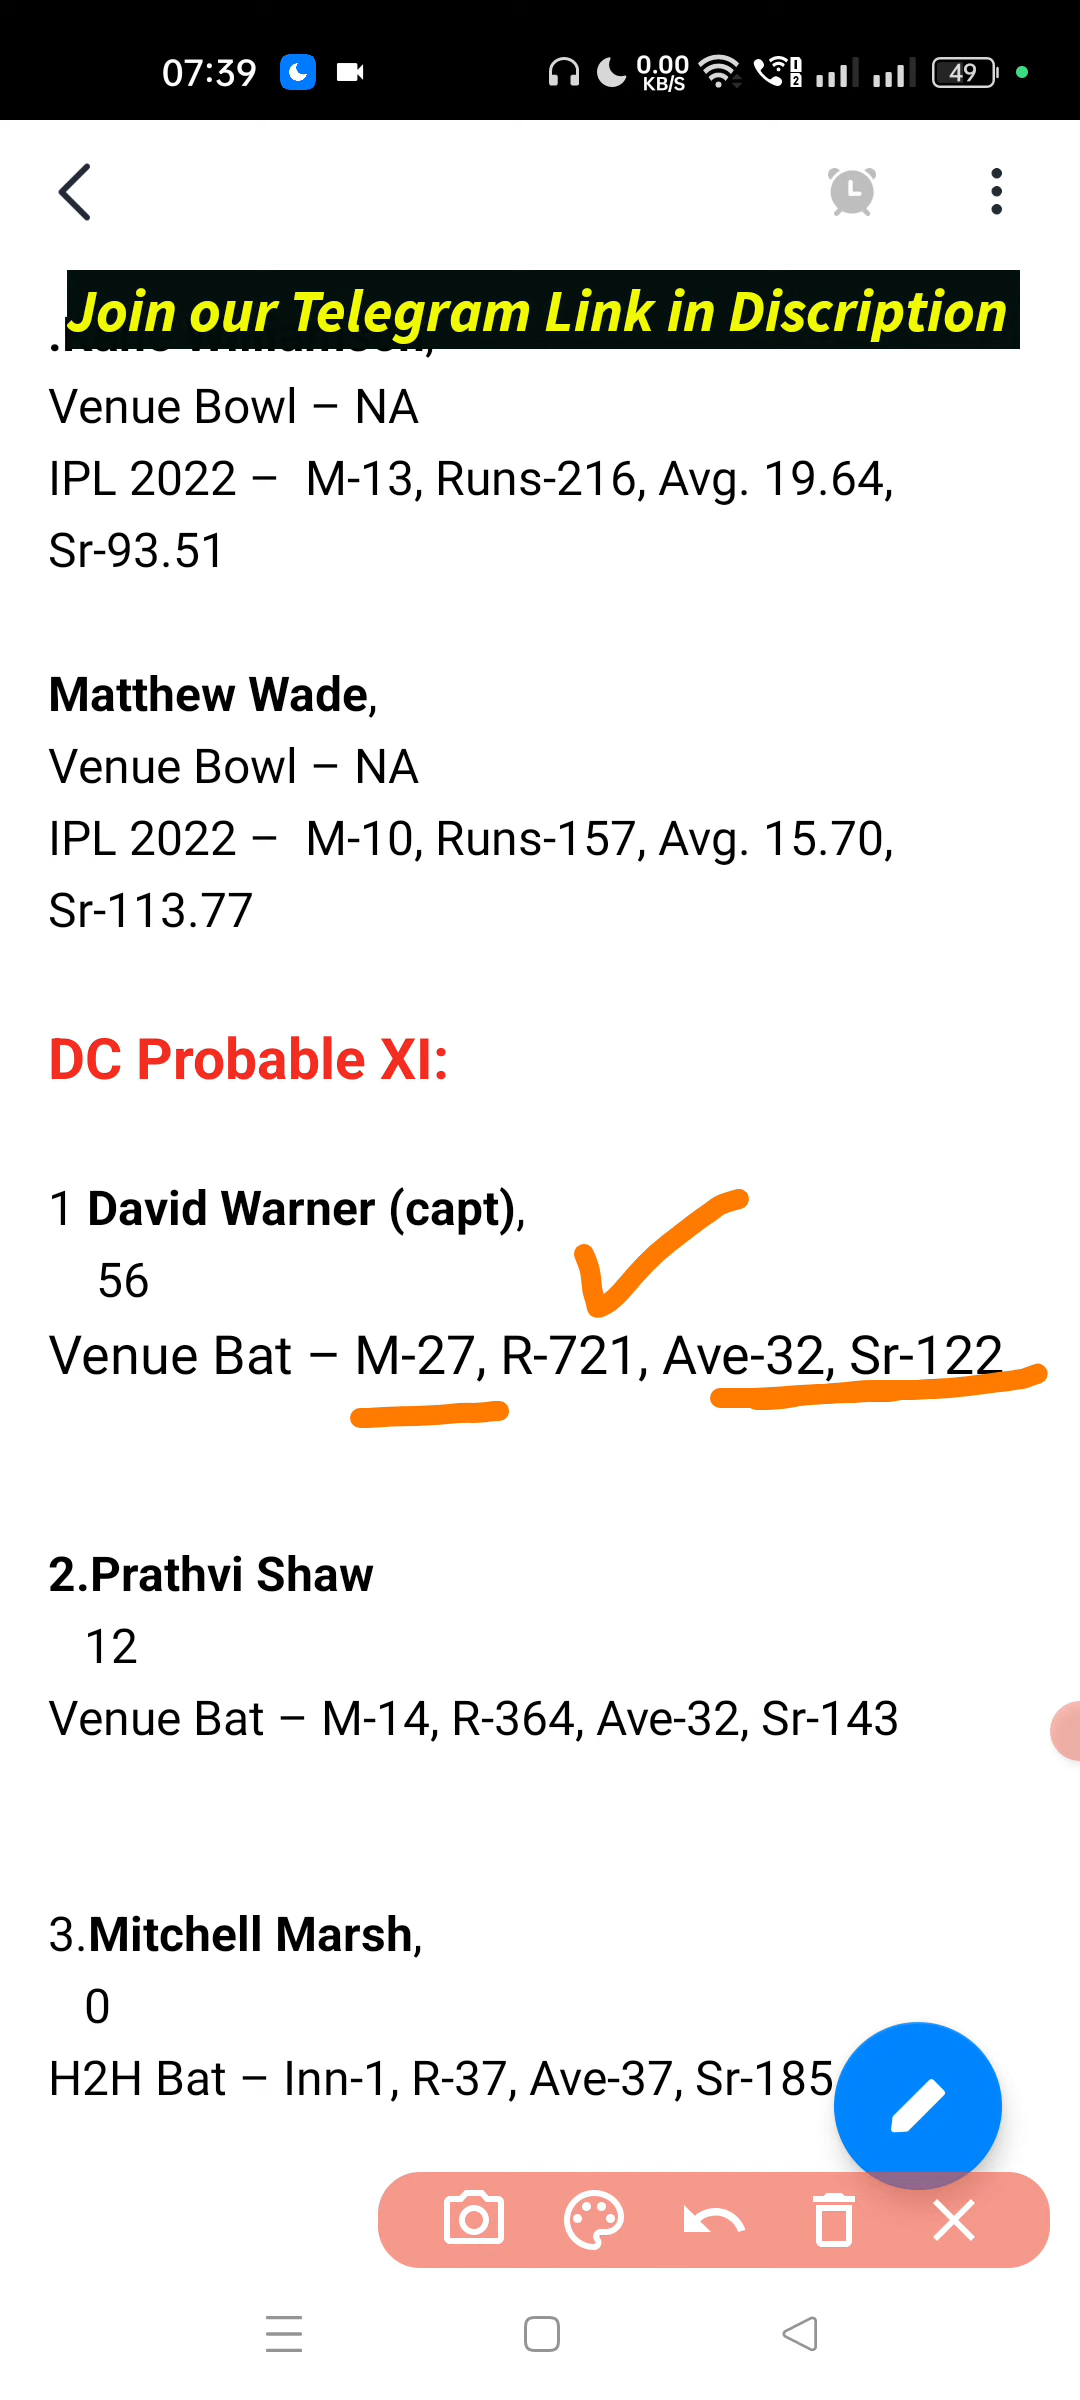 07:39
0.00
KB/S
49
Join our Telegram Link in Discription
Venue Bowl – NA
IPL 2022 – M-13, Runs-216, Avg. 19.64,
Sr-93.51
Matthew Wade,
Venue Bowl – NA
IPL 2022 – M-10, Runs-157, Avg. 15.70,
Sr-113.77
DC Probable XI:
1 David Warner (capt),
56
Venue Bat – M-27, R-721, Ave-32, Sr-122
2.Prathvi Shaw
12
Venue Bat – M-14, R-364, Ave-32, Sr-143
3.Mitchell Marsh,
0
H2H Bat – Inn-1, R-37, Ave-37, Sr-185